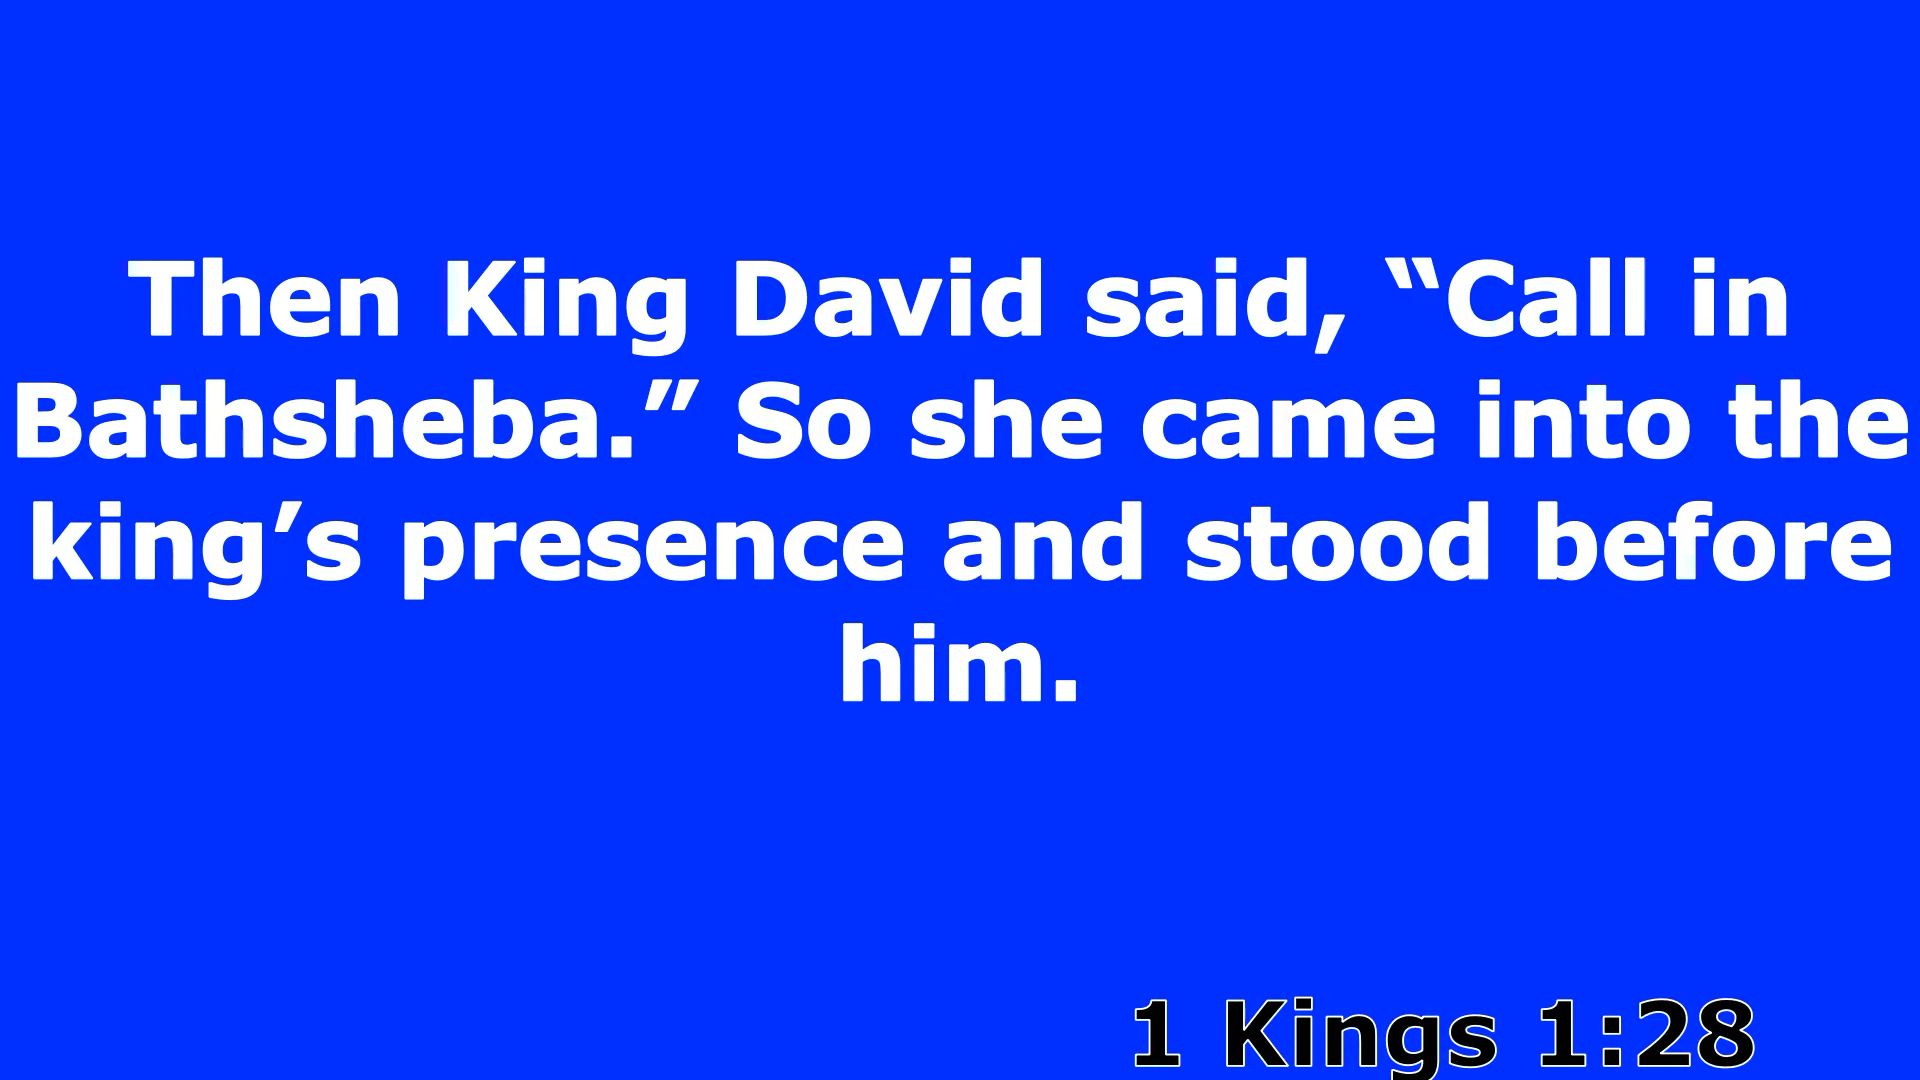 Then King David said, “Call in
Bathsheba.” So she came into the
king’s presence and stood before
him.
1 Kings 1:28